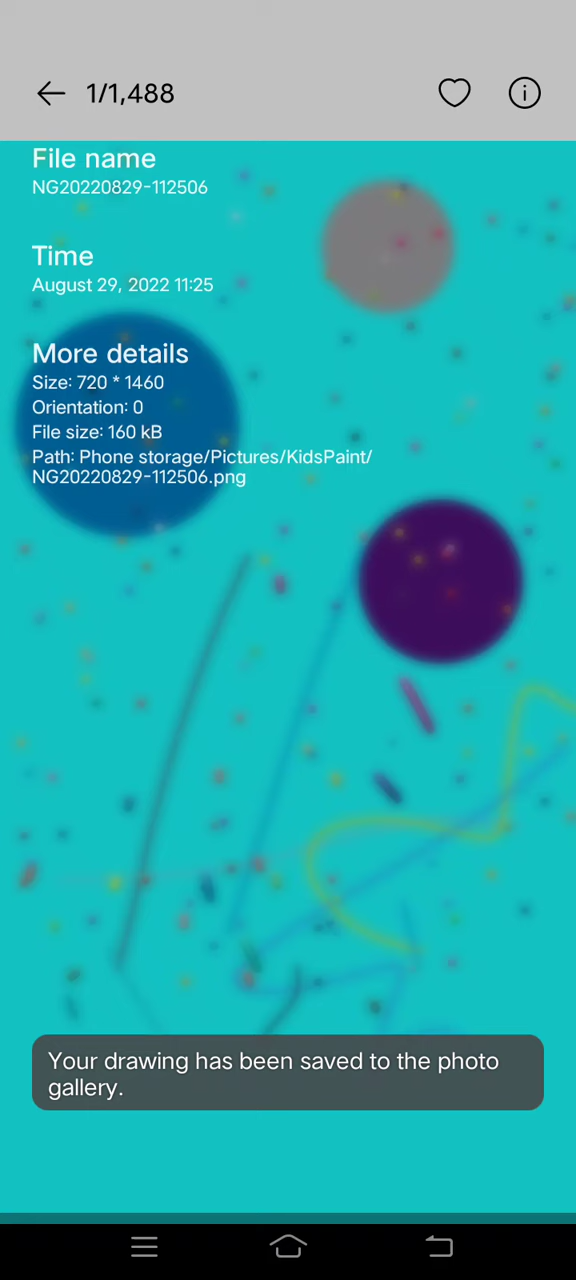 1/1,488
File name
NG20220829-112506
Time
August 29, 2022 11:25
More details
Size: 720 * 1460
Orientation: 0
File size: 160 kB
Path: Phone storage/Pictures/KidsPaint/
NG20220829-112506.png
Your drawing has been saved to the photo
gallery.